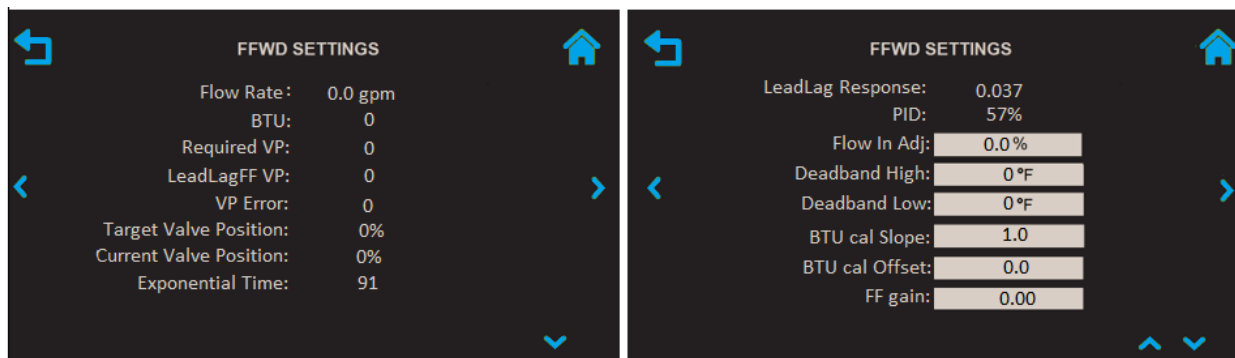 FFWD SETTINGS
Flow Rate: 0.0 gpm
BTU: 0
Required VP: 0
LeadLagFF VP: 0
VP Error: 0
Target Valve Position: 0%
Current Valve Position: 0%
Exponential Time: 91
FFWD SETTINGS
LeadLag Response: 0.037
PID: 57%
Flow In Adj: 0.0%
Deadband High: 0°F
Deadband Low: 0°F
BTU cal Slope: 1.0
BTU cal Offset: 0.0
FF gain: 0.00